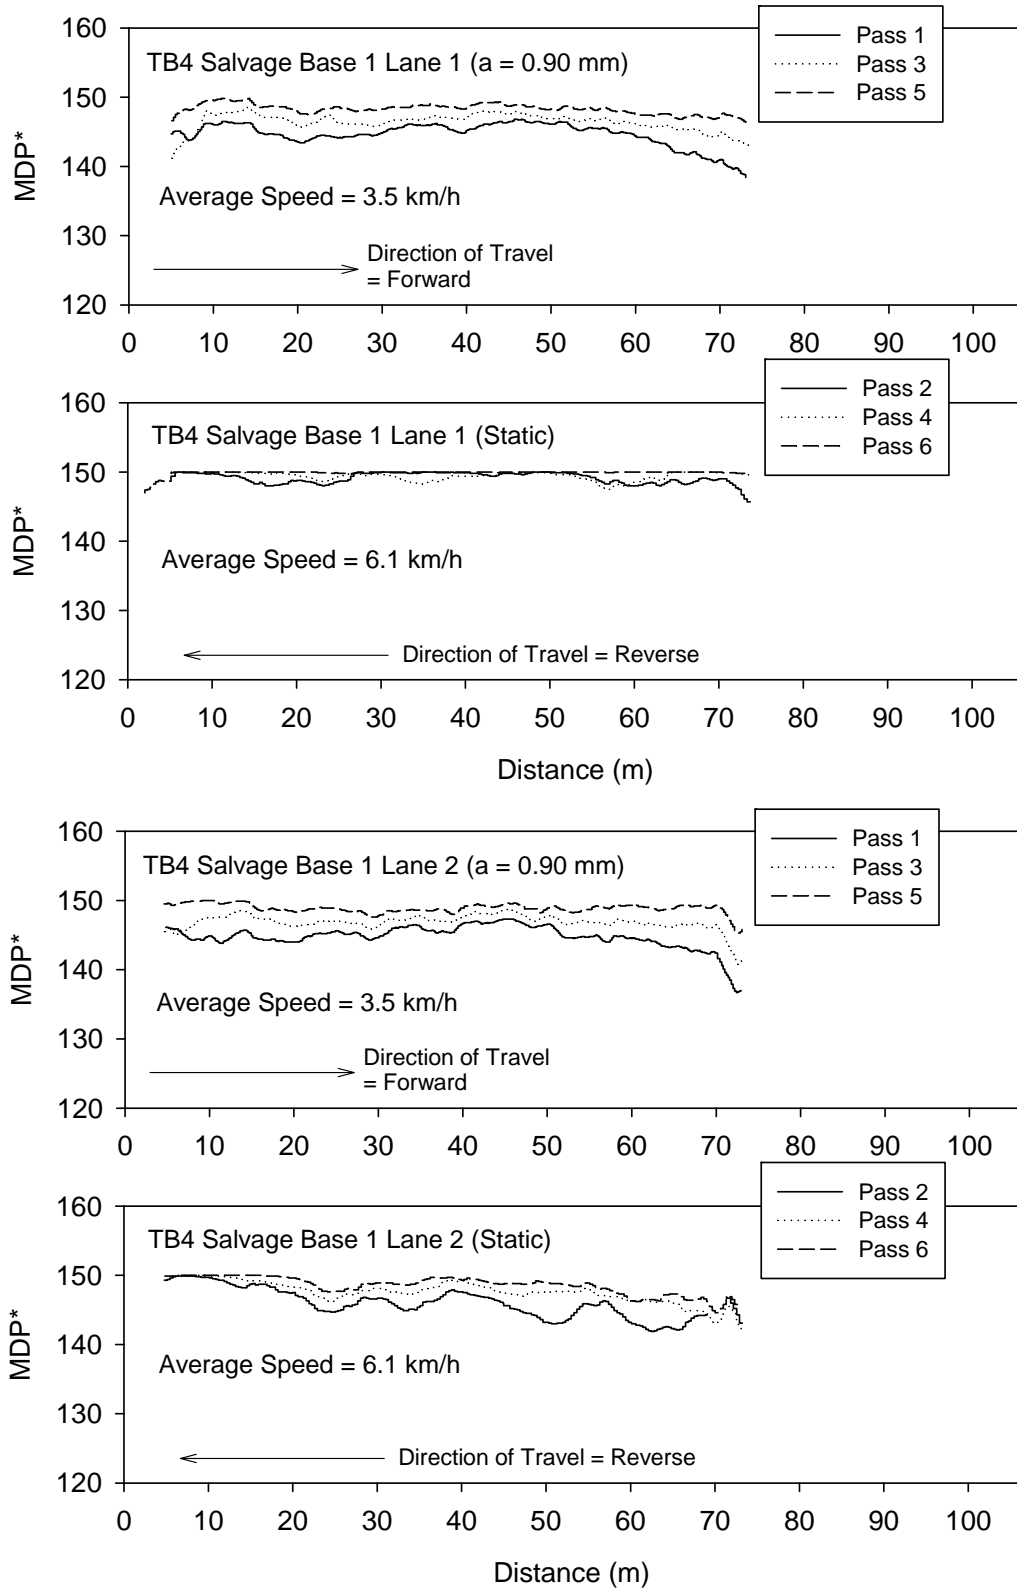 160
Pass 1
TB4 Salvage Base 1 Lane 1 (a = 0.90 mm)
Pass 3
150
Pass 5
MDP*
140
Average Speed = 3.5 km/h
130
Direction of Travel
= Forward
120
0 10 20 30 40 50 60 70 80 90 100
160
Pass 2
TB4 Salvage Base 1 Lane 1 (Static)
Pass 4
Pass 6
150
MDP*
140
Average Speed = 6.1 km/h
130
Direction of Travel = Reverse
120
0 10 20 30 40 50 60 70 80 90 100
Distance (m)
160
Pass 1
TB4 Salvage Base 1 Lane 2 (a = 0.90 mm)
Pass 3
Pass 5
150
MDP*
140
Average Speed = 3.5 km/h
130
Direction of Travel
= Forward
120
0 10 20 30 40 50 60 70 80 90 100
160
Pass 2
TB4 Salvage Base 1 Lane 2 (Static)
Pass 4
Pass 6
150
MDP*
140
Average Speed = 6.1 km/h
130
Direction of Travel = Reverse
120
0 10 20 30 40 50 60 70 80 90 100
Distance (m)